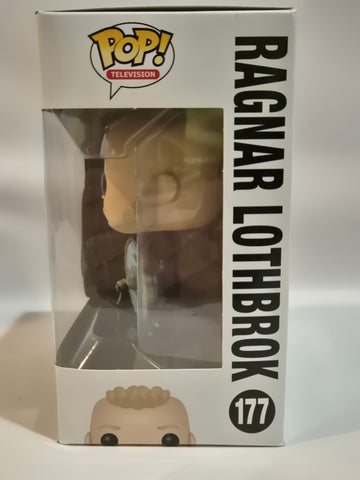 POP!
TELEVISION
RAGNAR LOTHBROK
177